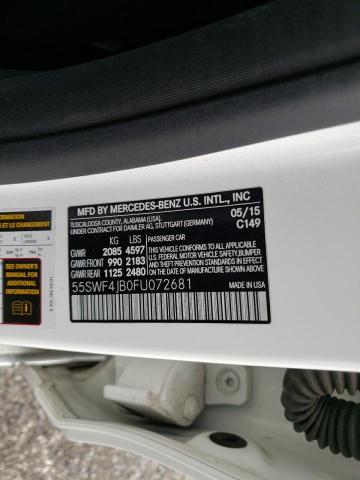 MFD BY MERCEDES-BENZ U.S. INTL., INC
TUSCALOOSA COUNTY, ALABAMA (USA),
UNDER CONTRACT FOR DAIMLER AG, STUTTGART (GERMANY)
05/15
C149
KG LBS
GVWR 2085 4597
GAWR FRONT 990 2183
GAWR REAR 1125 2480
THIS VEHICLE CONFORMS TO ALL APPLICABLE
FEDERAL MOTOR VEHICLE SAFETY, BUMPER
AND THEFT PREVENTION STANDARDS IN EFFECT
ON THE DATE OF MANUFACTURE SHOWN ABOVE.
55SWF4JB0FU072681
MADE IN USA
ET LE CHARGEMENT
SEE OWNER'S
MANUAL FOR
ADDITIONAL
INFORMATION